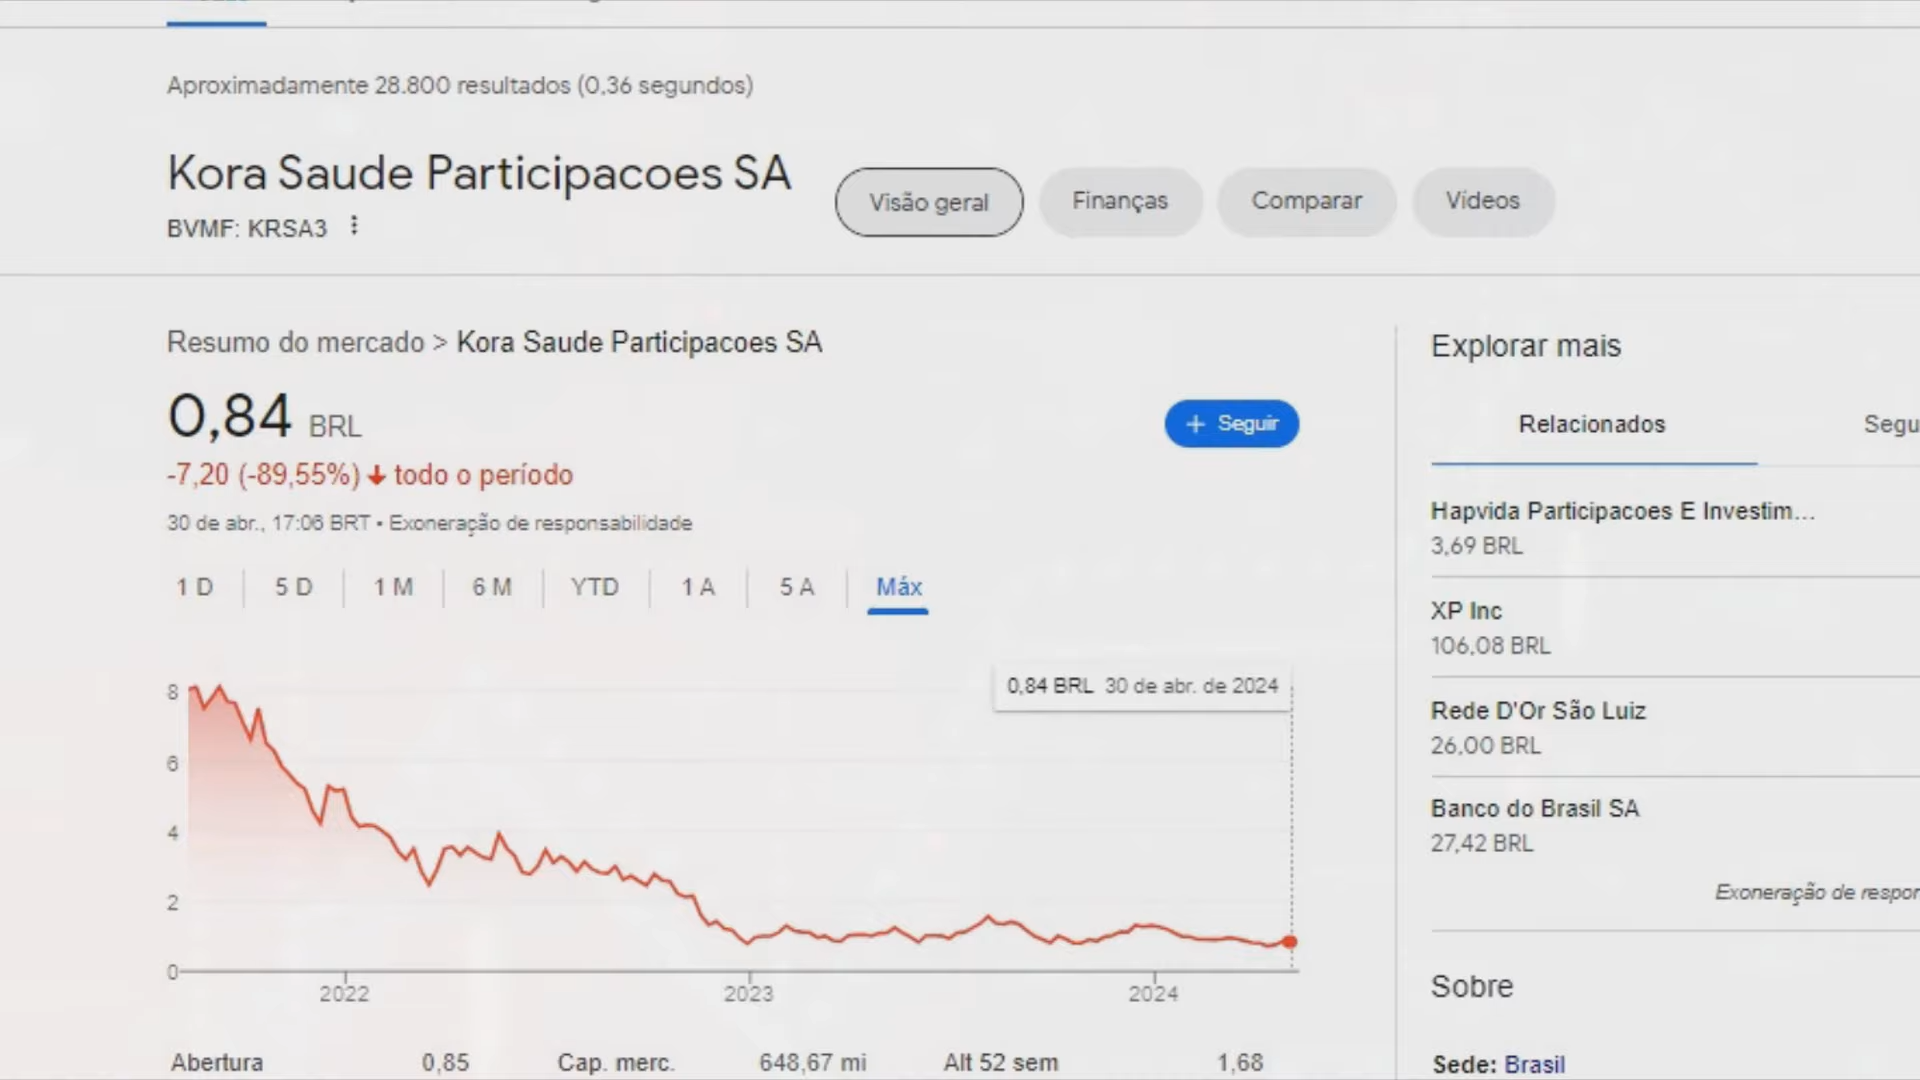 Aproximadamente 28.800 resultados (0,36 segundos)
Kora Saude Participacoes SA
BVMF: KRSA3
Visão geral
Finanças
Comparar
Vídeos
Resumo do mercado > Kora Saude Participacoes SA
0,84 BRL
+ Seguir
-7,20 (-89,55%) ↓ todo o período
30 de abr., 17:06 BRT • Exoneração de responsabilidade
1 D 5 D 1 M 6 M YTD 1 A 5 A Máx
0,84 BRL 30 de abr. de 2024
8
6
4
2
0
2022 2023 2024
Abertura 0,85 Cap. merc. 648,67 mi Alt 52 sem 1,68
Explorar mais
Relacionados Segu
Hapvida Participacoes E Investim...
3,69 BRL
XP Inc
106,08 BRL
Rede D'Or São Luiz
26,00 BRL
Banco do Brasil SA
27,42 BRL
Exoneração de respon
Sobre
Sede: Brasil